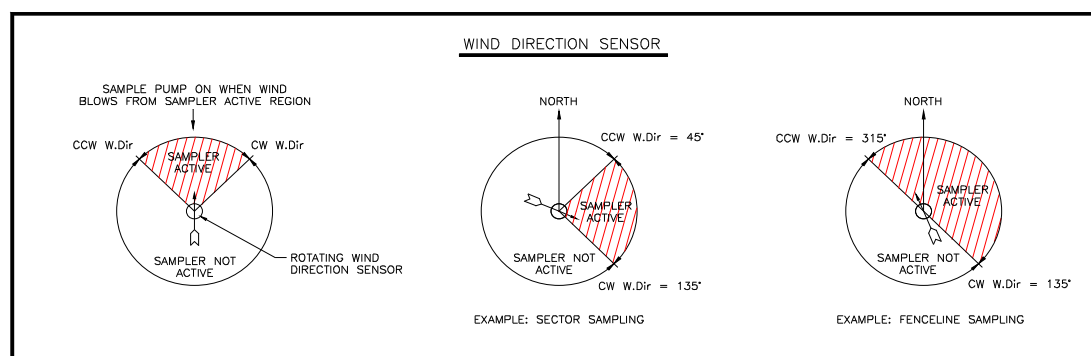 WIND DIRECTION SENSOR
SAMPLE PUMP ON WHEN WIND
BLOWS FROM SAMPLER ACTIVE REGION
CCW W.Dir
CW W.Dir
SAMPLER
ACTIVE
SAMPLER NOT
ACTIVE
ROTATING WIND
DIRECTION SENSOR
NORTH
CCW W.Dir = 45°
SAMPLER
ACTIVE
SAMPLER NOT
ACTIVE
CW W.Dir = 135°
EXAMPLE: SECTOR SAMPLING
NORTH
CCW W.Dir = 315°
SAMPLER
ACTIVE
SAMPLER NOT
ACTIVE
CW W.Dir = 135°
EXAMPLE: FENCELINE SAMPLING